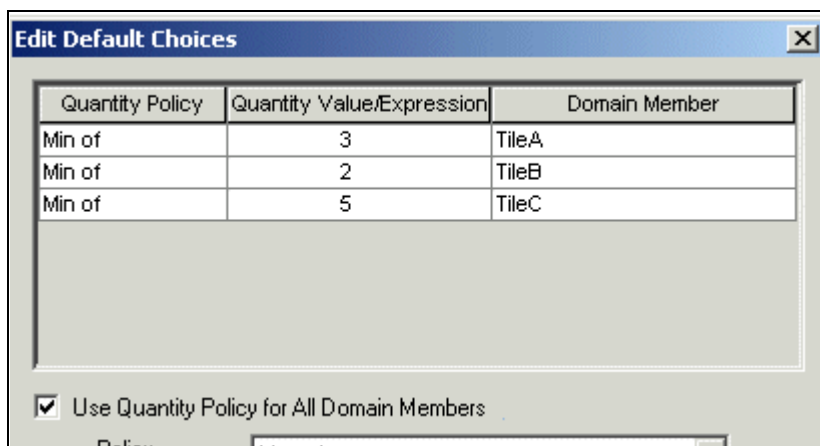 Edit Default Choices
Quantity Policy Quantity Value/Expression Domain Member
Min of 3 TileA
Min of 2 TileB
Min of 5 TileC
Use Quantity Policy for All Domain Members
Policy